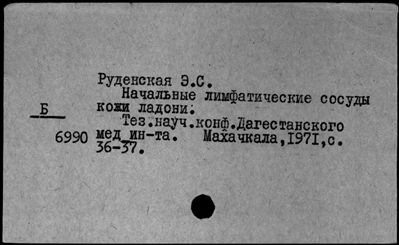 Руденская Э.С.
Начальные лимфатические сосуды
кожи ладони.
Б
Тез.науч.конф.Дагестанского
6990 мед ин-та. Махачкала,1971,с.
36-37.